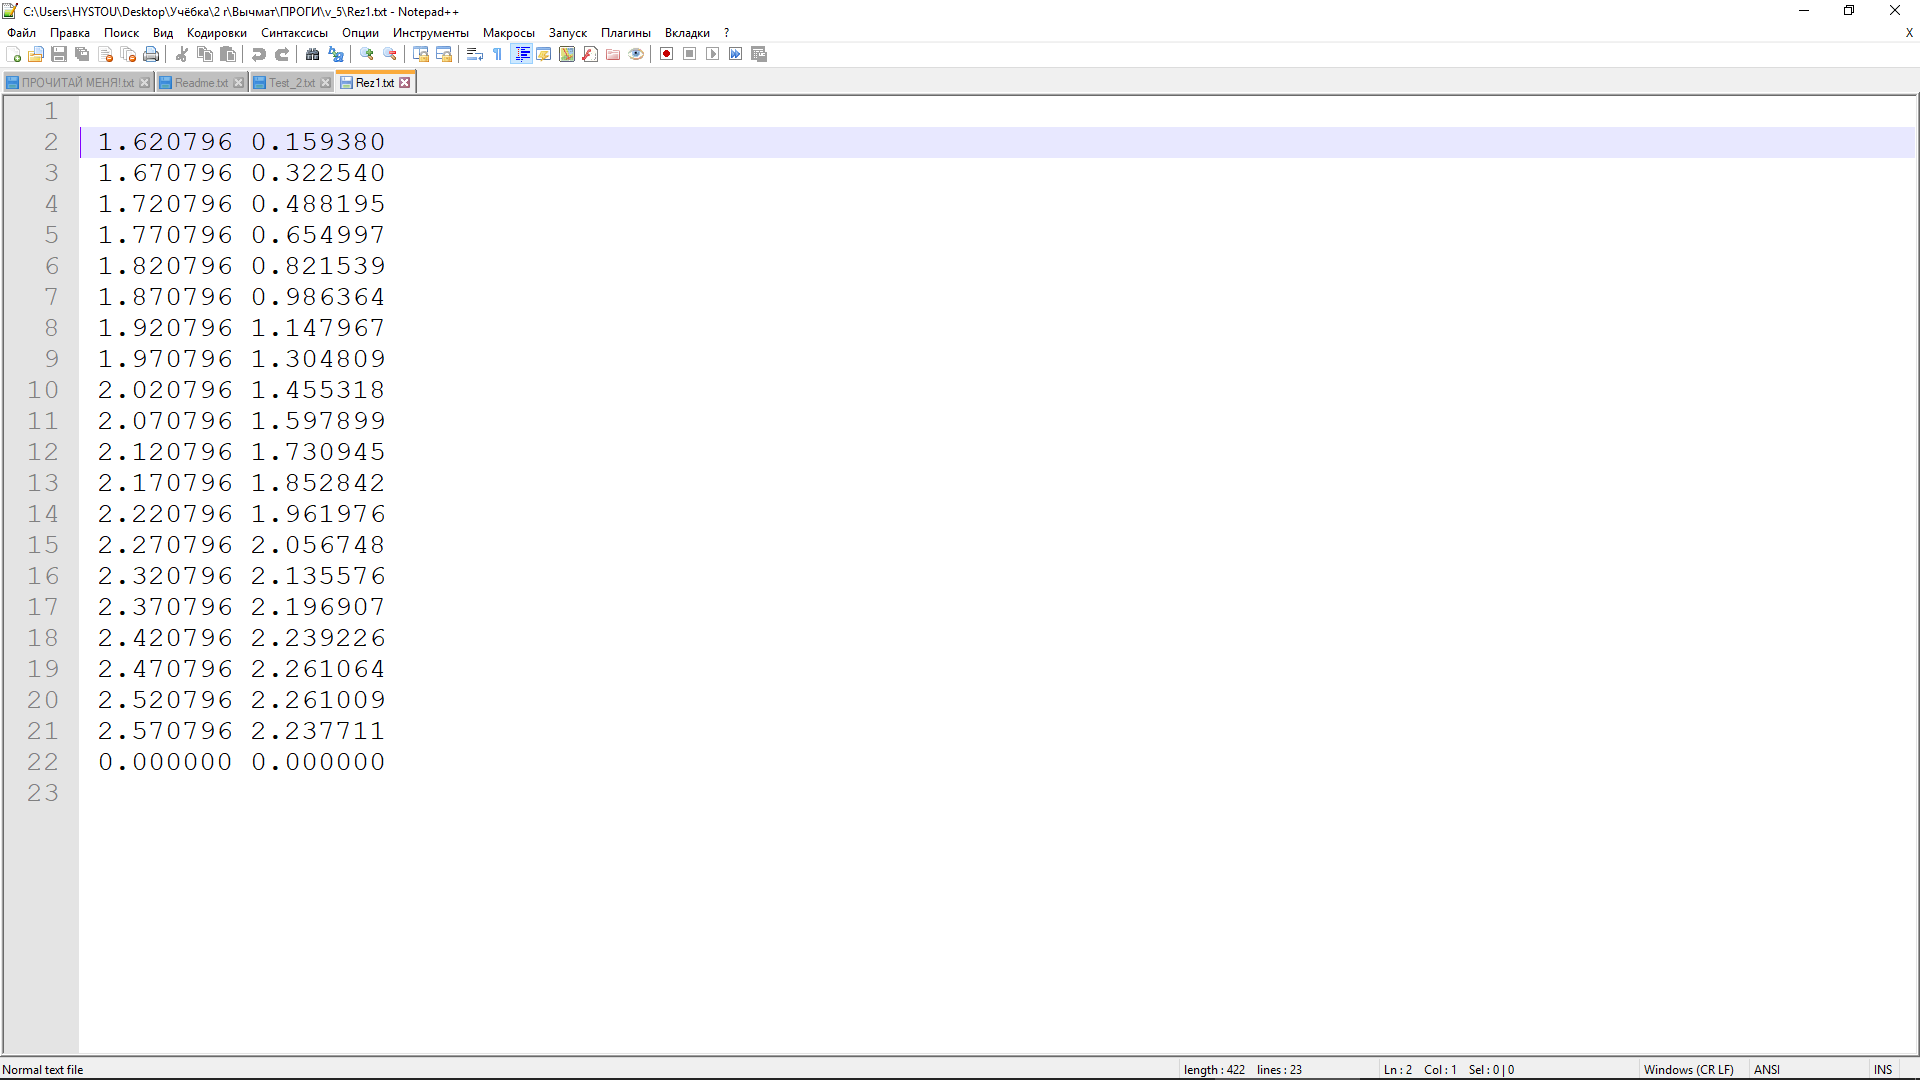 C:\Users\HYSTOU\Desktop\Учёбка\2 г\Вычмат\ПРОГИ\v_5\Rez1.txt - Notepad++
Файл Правка Поиск Вид Кодировки Синтаксисы Опции Инструменты Макросы Запуск Плагины Вкладки ? X
ПРОЧИТАЙ МЕНЯ!.txt Readme.txt Test_2.txt Rez1.txt
1
2 1.620796 0.159380
3 1.670796 0.322540
4 1.720796 0.488195
5 1.770796 0.654997
6 1.820796 0.821539
7 1.870796 0.986364
8 1.920796 1.147967
9 1.970796 1.304809
10 2.020796 1.455318
11 2.070796 1.597899
12 2.120796 1.730945
13 2.170796 1.852842
14 2.220796 1.961976
15 2.270796 2.056748
16 2.320796 2.135576
17 2.370796 2.196907
18 2.420796 2.239226
19 2.470796 2.261064
20 2.520796 2.261009
21 2.570796 2.237711
22 0.000000 0.000000
23
Normal text file length : 422 lines : 23 Ln : 2 Col : 1 Sel : 0 | 0 Windows (CR LF) ANSI INS